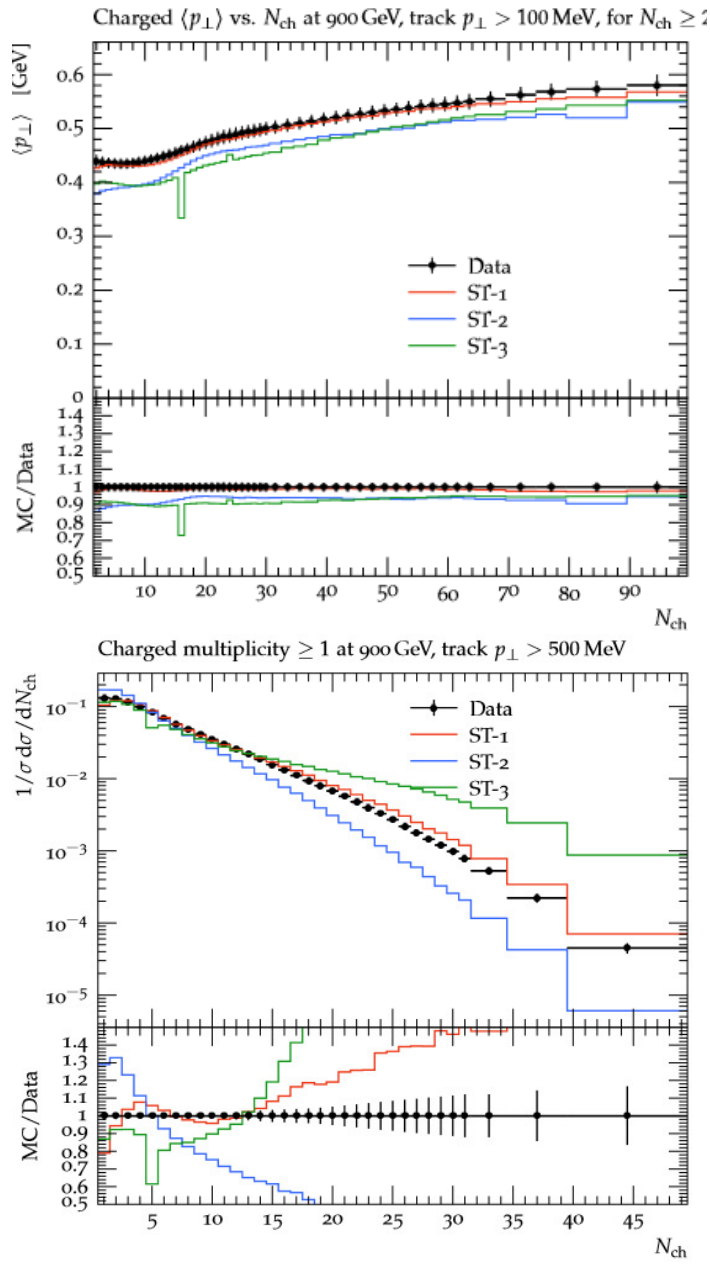 Charged ⟨p⊥⟩ vs. Nch at 900 GeV, track p⊥ > 100 MeV, for Nch ≥ 2
⟨p⊥⟩ [GeV]
0.6
0.5
0.4
0.3
0.2
0.1
0
Data
ST-1
ST-2
ST-3
MC/Data
1.4
1.3
1.2
1.1
1
0.9
0.8
0.7
0.6
0.5
10 20 30 40 50 60 70 80 90
Nch
Charged multiplicity ≥ 1 at 900 GeV, track p⊥ > 500 MeV
1/σ dσ/dNch
10⁻¹
10⁻²
10⁻³
10⁻⁴
10⁻⁵
Data
ST-1
ST-2
ST-3
MC/Data
1.4
1.3
1.2
1.1
1
0.9
0.8
0.7
0.6
0.5
5 10 15 20 25 30 35 40 45
Nch